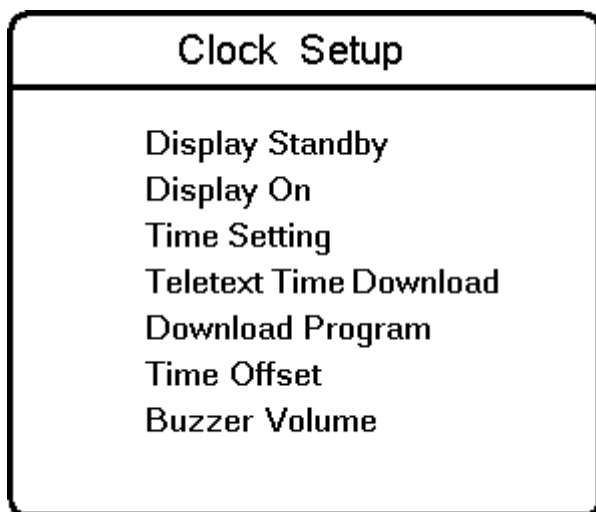 Clock Setup
Display Standby
Display On
Time Setting
Teletext Time Download
Download Program
Time Offset
Buzzer Volume